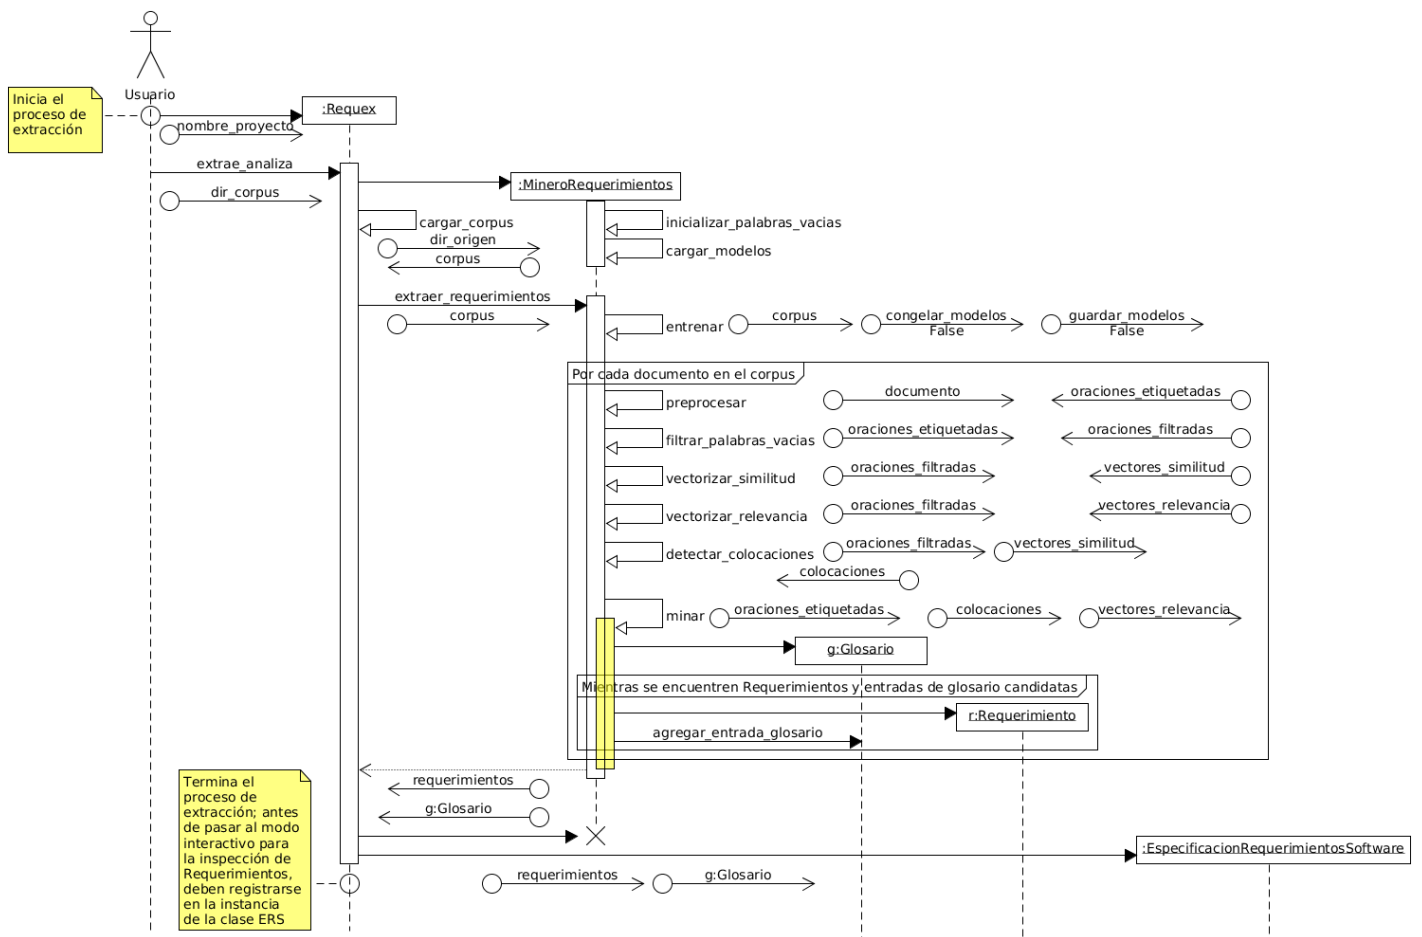 Usuario
Inicia el
proceso de
extracción
:Requex
nombre_proyecto
extrae_analiza
:MineroRequerimientos
dir_corpus
cargar_corpus
inicializar_palabras_vacias
dir_origen
cargar_modelos
corpus
extraer_requerimientos
corpus
entrenar
corpus
congelar_modelos
False
guardar_modelos
False
Por cada documento en el corpus
preprocesar
documento
oraciones_etiquetadas
filtrar_palabras_vacias
oraciones_etiquetadas
oraciones_filtradas
vectorizar_similitud
oraciones_filtradas
vectores_similitud
vectorizar_relevancia
oraciones_filtradas
vectores_relevancia
detectar_colocaciones
oraciones_filtradas
vectores_similitud
colocaciones
minar
oraciones_etiquetadas
colocaciones
vectores_relevancia
g:Glosario
Mientras se encuentren Requerimientos y entradas de glosario candidatas
r:Requerimiento
agregar_entrada_glosario
requerimientos
g:Glosario
Termina el
proceso de
extracción; antes
de pasar al modo
interactivo para
la inspección de
Requerimientos,
deben registrarse
en la instancia
de la clase ERS
:EspecificacionRequerimientosSoftware
requerimientos
g:Glosario